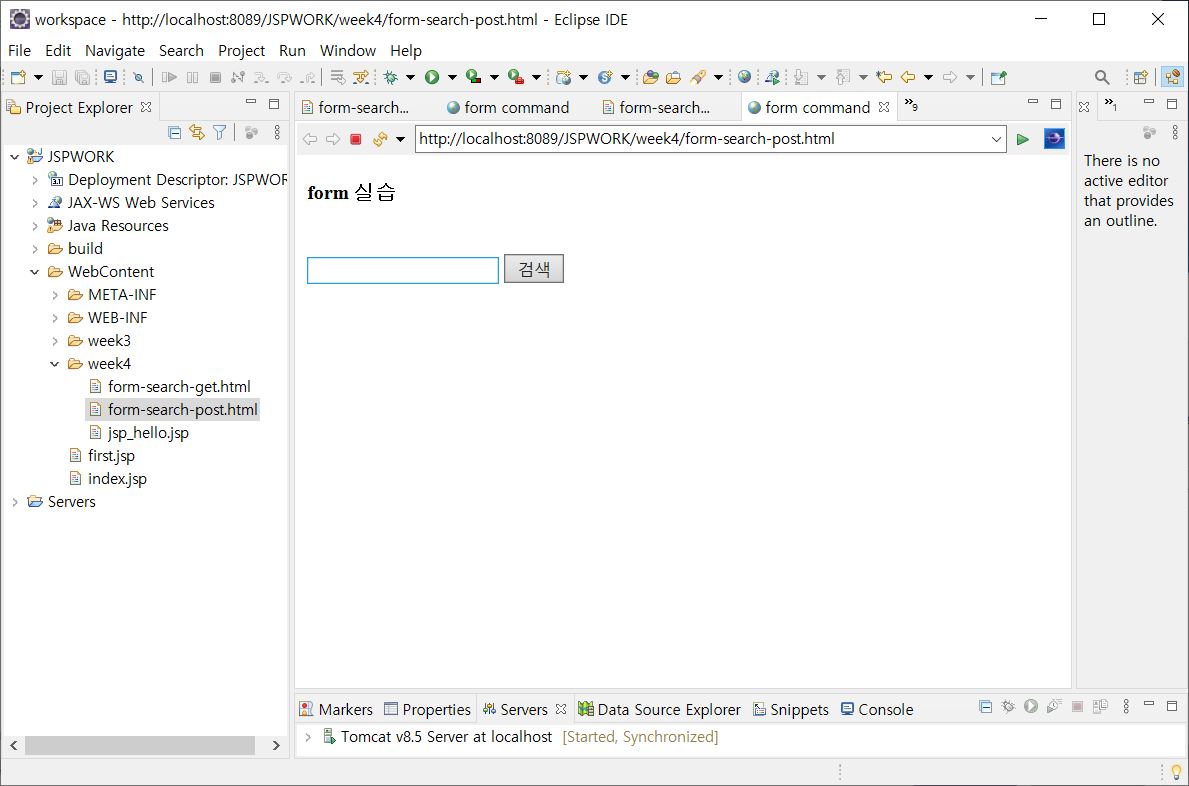 workspace - http://localhost:8089/JSPWORK/week4/form-search-post.html - Eclipse IDE
File Edit Navigate Search Project Run Window Help
Project Explorer
JSPWORK
Deployment Descriptor: JSPWOR
JAX-WS Web Services
Java Resources
build
WebContent
META-INF
WEB-INF
week3
week4
form-search-get.html
form-search-post.html
jsp_hello.jsp
first.jsp
index.jsp
Servers
form-search... form command form-search... form command »9
http://localhost:8089/JSPWORK/week4/form-search-post.html
form 실습
검색
»1
There is no
active editor
that provides
an outline.
Markers Properties Servers Data Source Explorer Snippets Console
Tomcat v8.5 Server at localhost [Started, Synchronized]